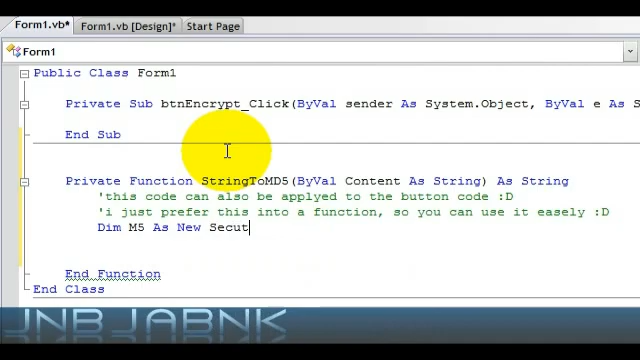 Form1.vb* Form1.vb [Design]* Start Page
Form1
Public Class Form1
Private Sub btnEncrypt_Click(ByVal sender As System.Object, ByVal e As S
End Sub
Private Function StringToMD5(ByVal Content As String) As String
'this code can also be applyed to the button code :D
'i just prefer this into a function, so you can use it easely :D
Dim M5 As New Secut
End Function
End Class
JNB JABNK